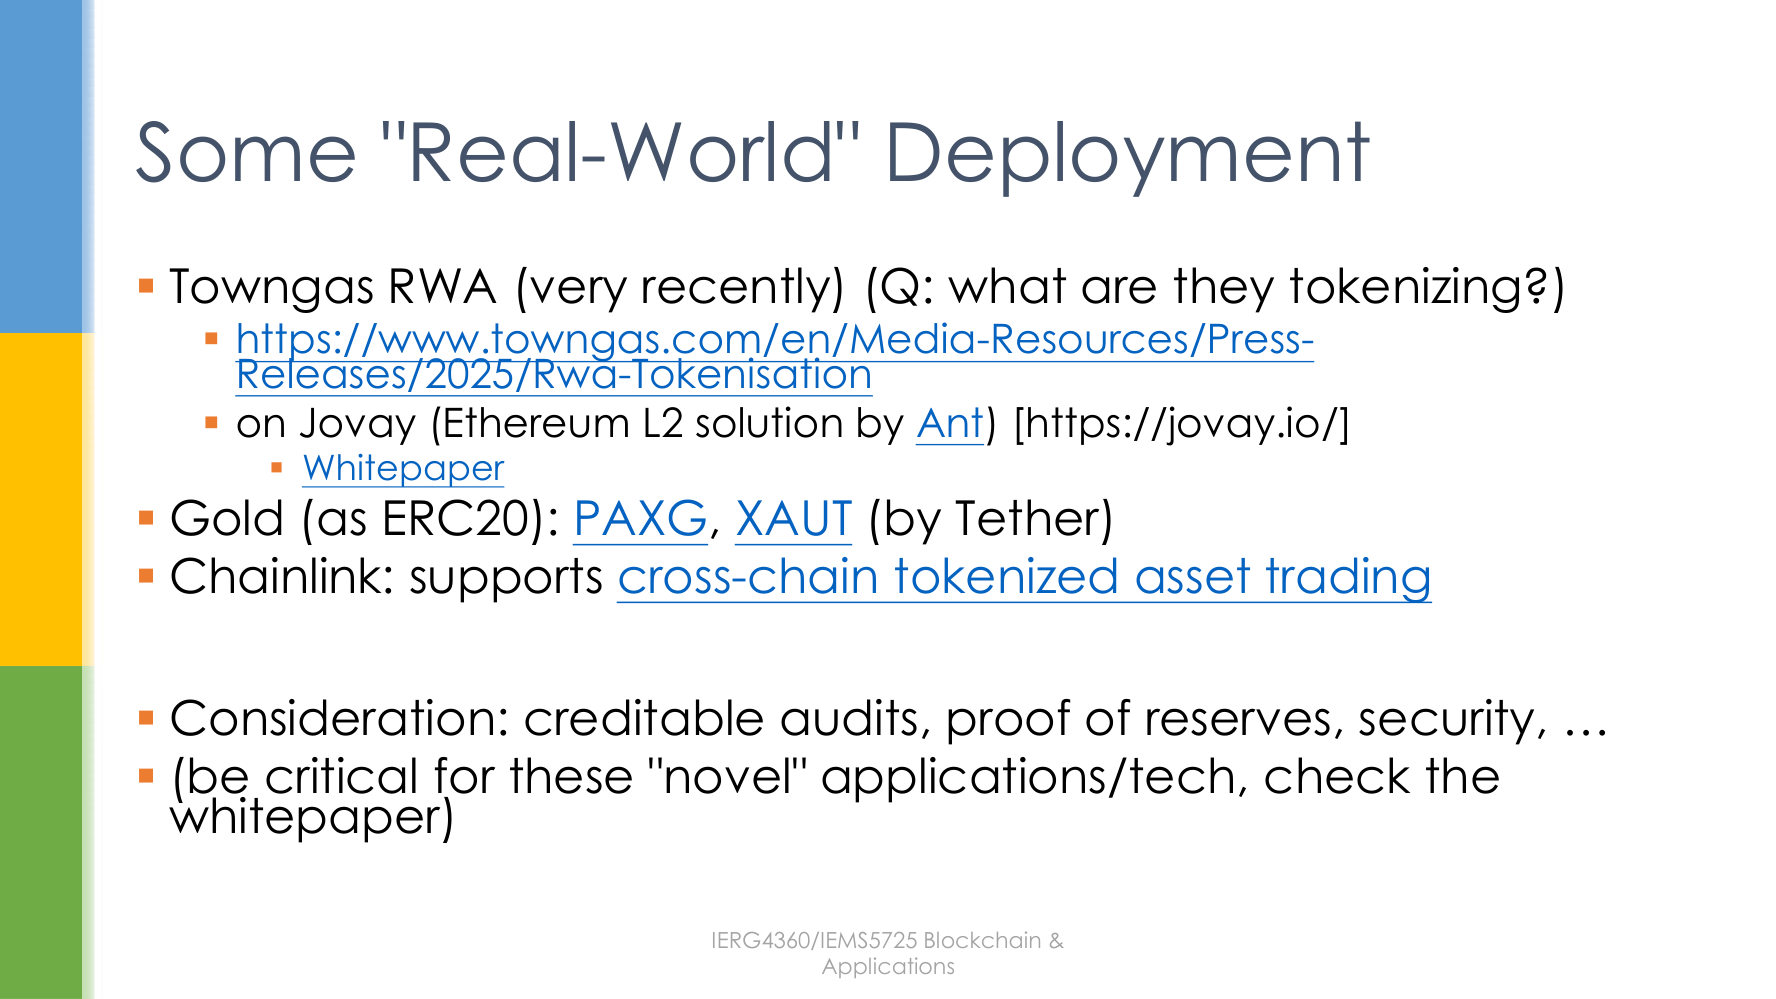 Some "Real-World" Deployment
Towngas RWA (very recently) (Q: what are they tokenizing?)
https://www.towngas.com/en/Media-Resources/Press-
Releases/2025/Rwa-Tokenisation
on Jovay (Ethereum L2 solution by Ant) [https://jovay.io/]
Whitepaper
Gold (as ERC20): PAXG, XAUT (by Tether)
Chainlink: supports cross-chain tokenized asset trading
Consideration: creditable audits, proof of reserves, security, …
(be critical for these "novel" applications/tech, check the
whitepaper)
IERG4360/IEMS5725 Blockchain &
Applications